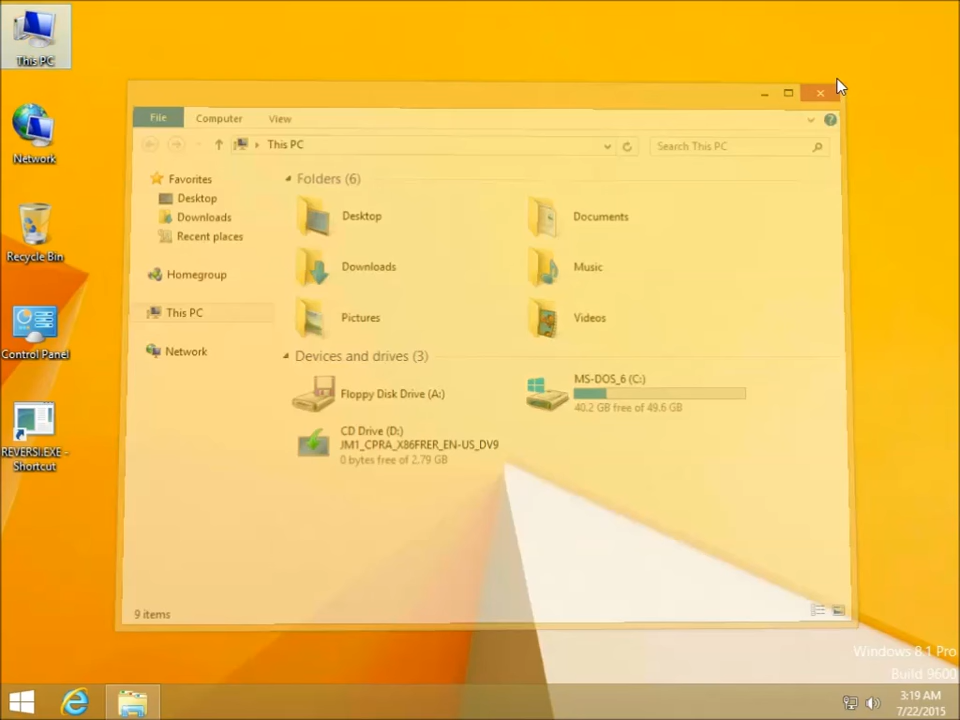 This PC
Network
Recycle Bin
Control Panel
REVERSI.EXE -
Shortcut
File
Computer
View
This PC
Search This PC
Favorites
Desktop
Downloads
Recent places
Homegroup
This PC
Network
Folders (6)
Desktop
Documents
Downloads
Music
Pictures
Videos
Devices and drives (3)
Floppy Disk Drive (A:)
MS-DOS_6 (C:)
40.2 GB free of 49.6 GB
CD Drive (D:)
JM1_CPRA_X86FRER_EN-US_DV9
0 bytes free of 2.79 GB
9 items
Windows 8.1 Pro
Build 9600
3:19 AM
7/22/2015